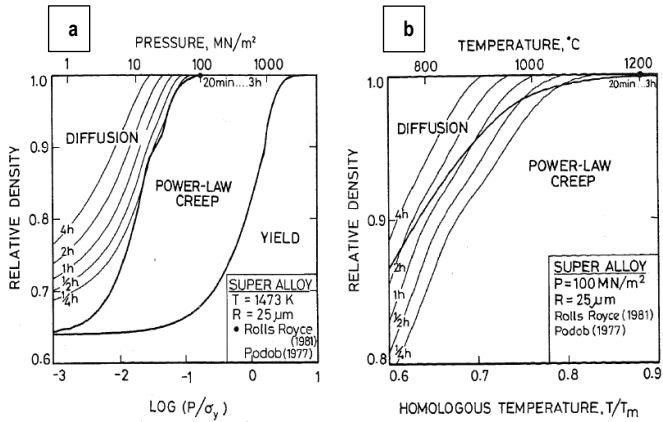 a
PRESSURE, MN/m²
1 10 100 1000
1.0
0.9
0.8
0.7
0.6
RELATIVE DENSITY
20min....3h
DIFFUSION
POWER-LAW
CREEP
YIELD
4h
2h
1h
½h
¼h
SUPER ALLOY
T = 1473 K
R = 25 µm
• Rolls Royce
(1981)
Podob (1977)
-3 -2 -1 0 1
LOG (P/σy)
b
TEMPERATURE, °C
800 1000 1200
1.0
0.9
0.8
RELATIVE DENSITY
20min...3h
DIFFUSION
POWER-LAW
CREEP
4h
2h
1h
½h
¼h
SUPER ALLOY
P=100 MN/m²
R = 25 µm
Rolls Royce (1981)
Podob (1977)
0.6 0.7 0.8 0.9
HOMOLOGOUS TEMPERATURE, T/Tm